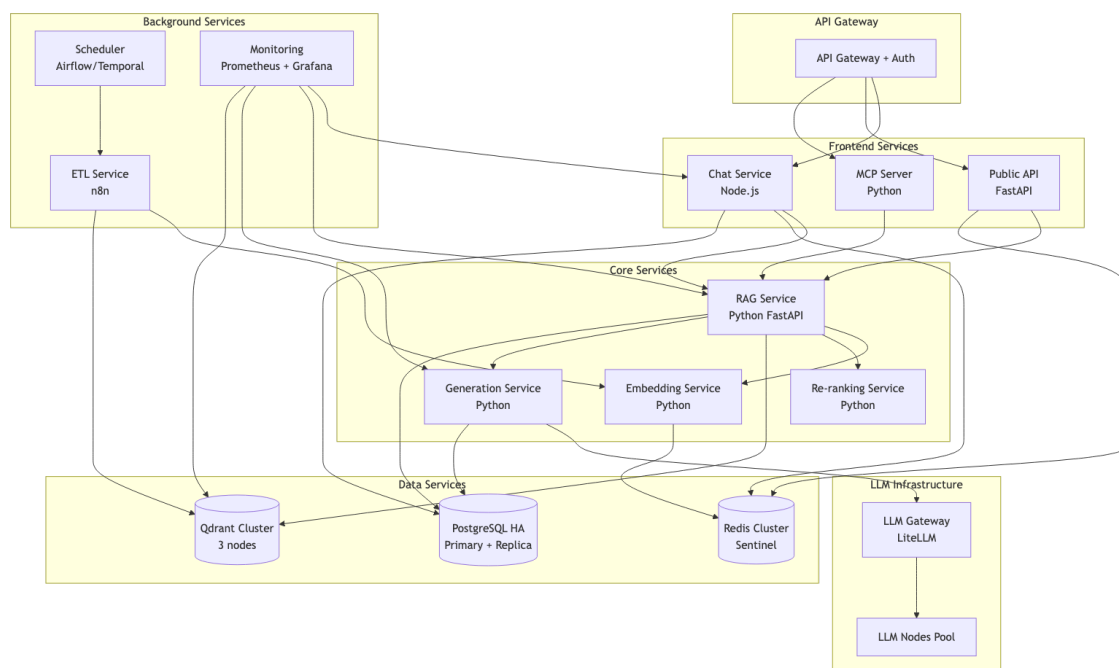 Background Services
Scheduler
Airflow/Temporal
Monitoring
Prometheus + Grafana
ETL Service
n8n
API Gateway
API Gateway + Auth
Frontend Services
Chat Service
Node.js
MCP Server
Python
Public API
FastAPI
Core Services
RAG Service
Python FastAPI
Generation Service
Python
Embedding Service
Python
Re-ranking Service
Python
Data Services
Qdrant Cluster
3 nodes
PostgreSQL HA
Primary + Replica
Redis Cluster
Sentinel
LLM Infrastructure
LLM Gateway
LiteLLM
LLM Nodes Pool